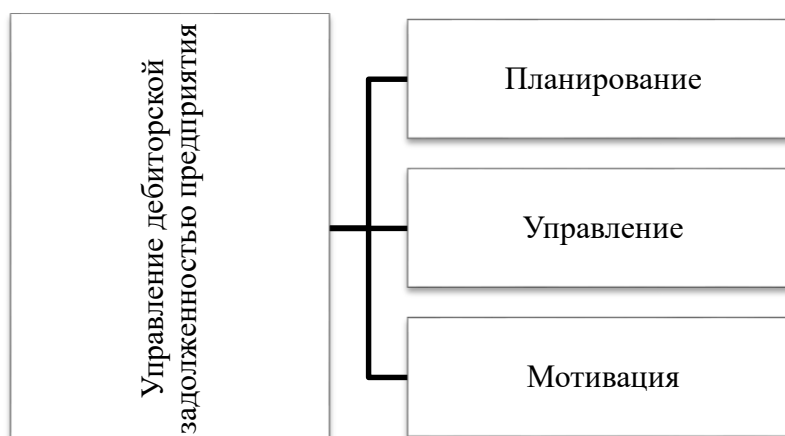 Управление дебиторской
задолженностью предприятия
Планирование
Управление
Мотивация